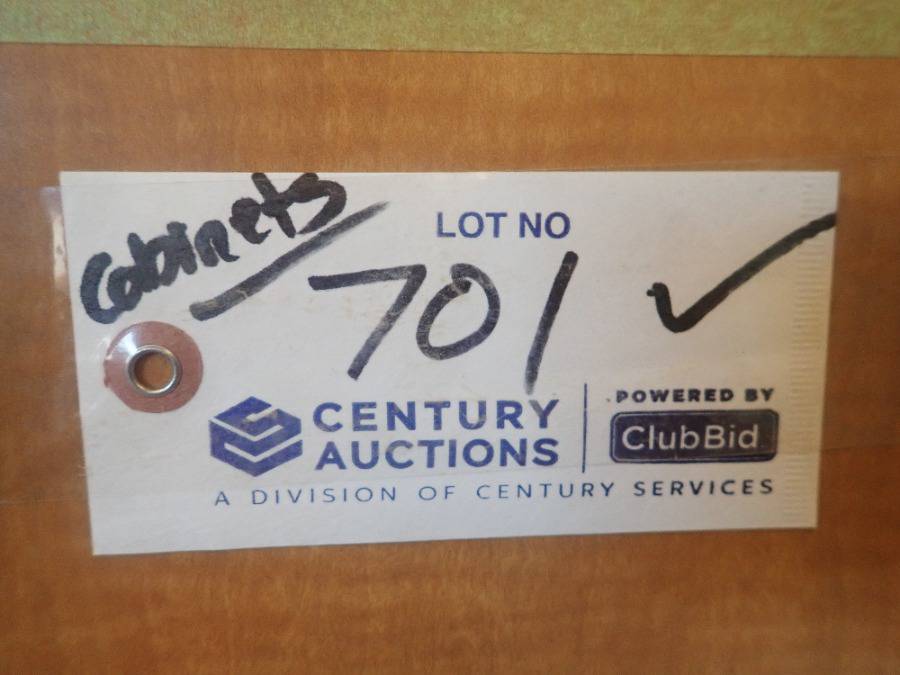 Cabinets
LOT NO
701 ✓
CENTURY
AUCTIONS
POWERED BY
ClubBid
A DIVISION OF CENTURY SERVICES